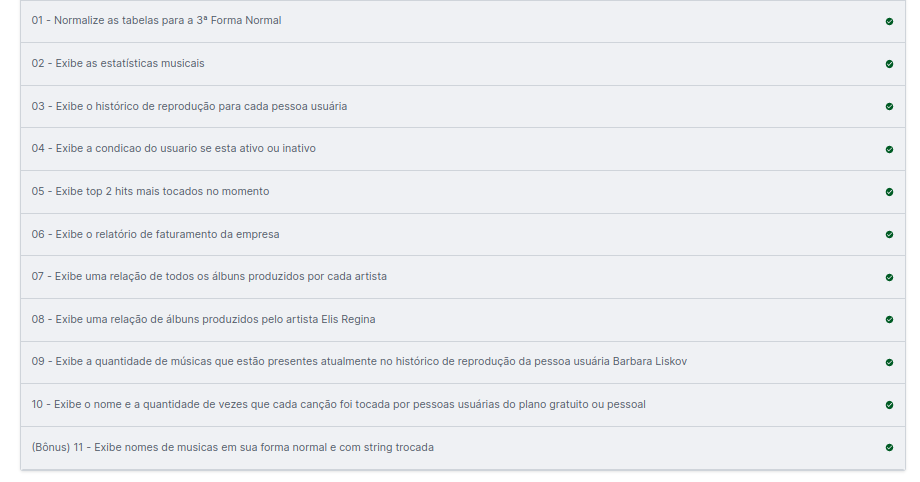 01 - Normalize as tabelas para a 3ª Forma Normal
02 - Exibe as estatísticas musicais
03 - Exibe o histórico de reprodução para cada pessoa usuária
04 - Exibe a condicao do usuario se esta ativo ou inativo
05 - Exibe top 2 hits mais tocados no momento
06 - Exibe o relatório de faturamento da empresa
07 - Exibe uma relação de todos os álbuns produzidos por cada artista
08 - Exibe uma relação de álbuns produzidos pelo artista Elis Regina
09 - Exibe a quantidade de músicas que estão presentes atualmente no histórico de reprodução da pessoa usuária Barbara Liskov
10 - Exibe o nome e a quantidade de vezes que cada canção foi tocada por pessoas usuárias do plano gratuito ou pessoal
(Bônus) 11 - Exibe nomes de musicas em sua forma normal e com string trocada